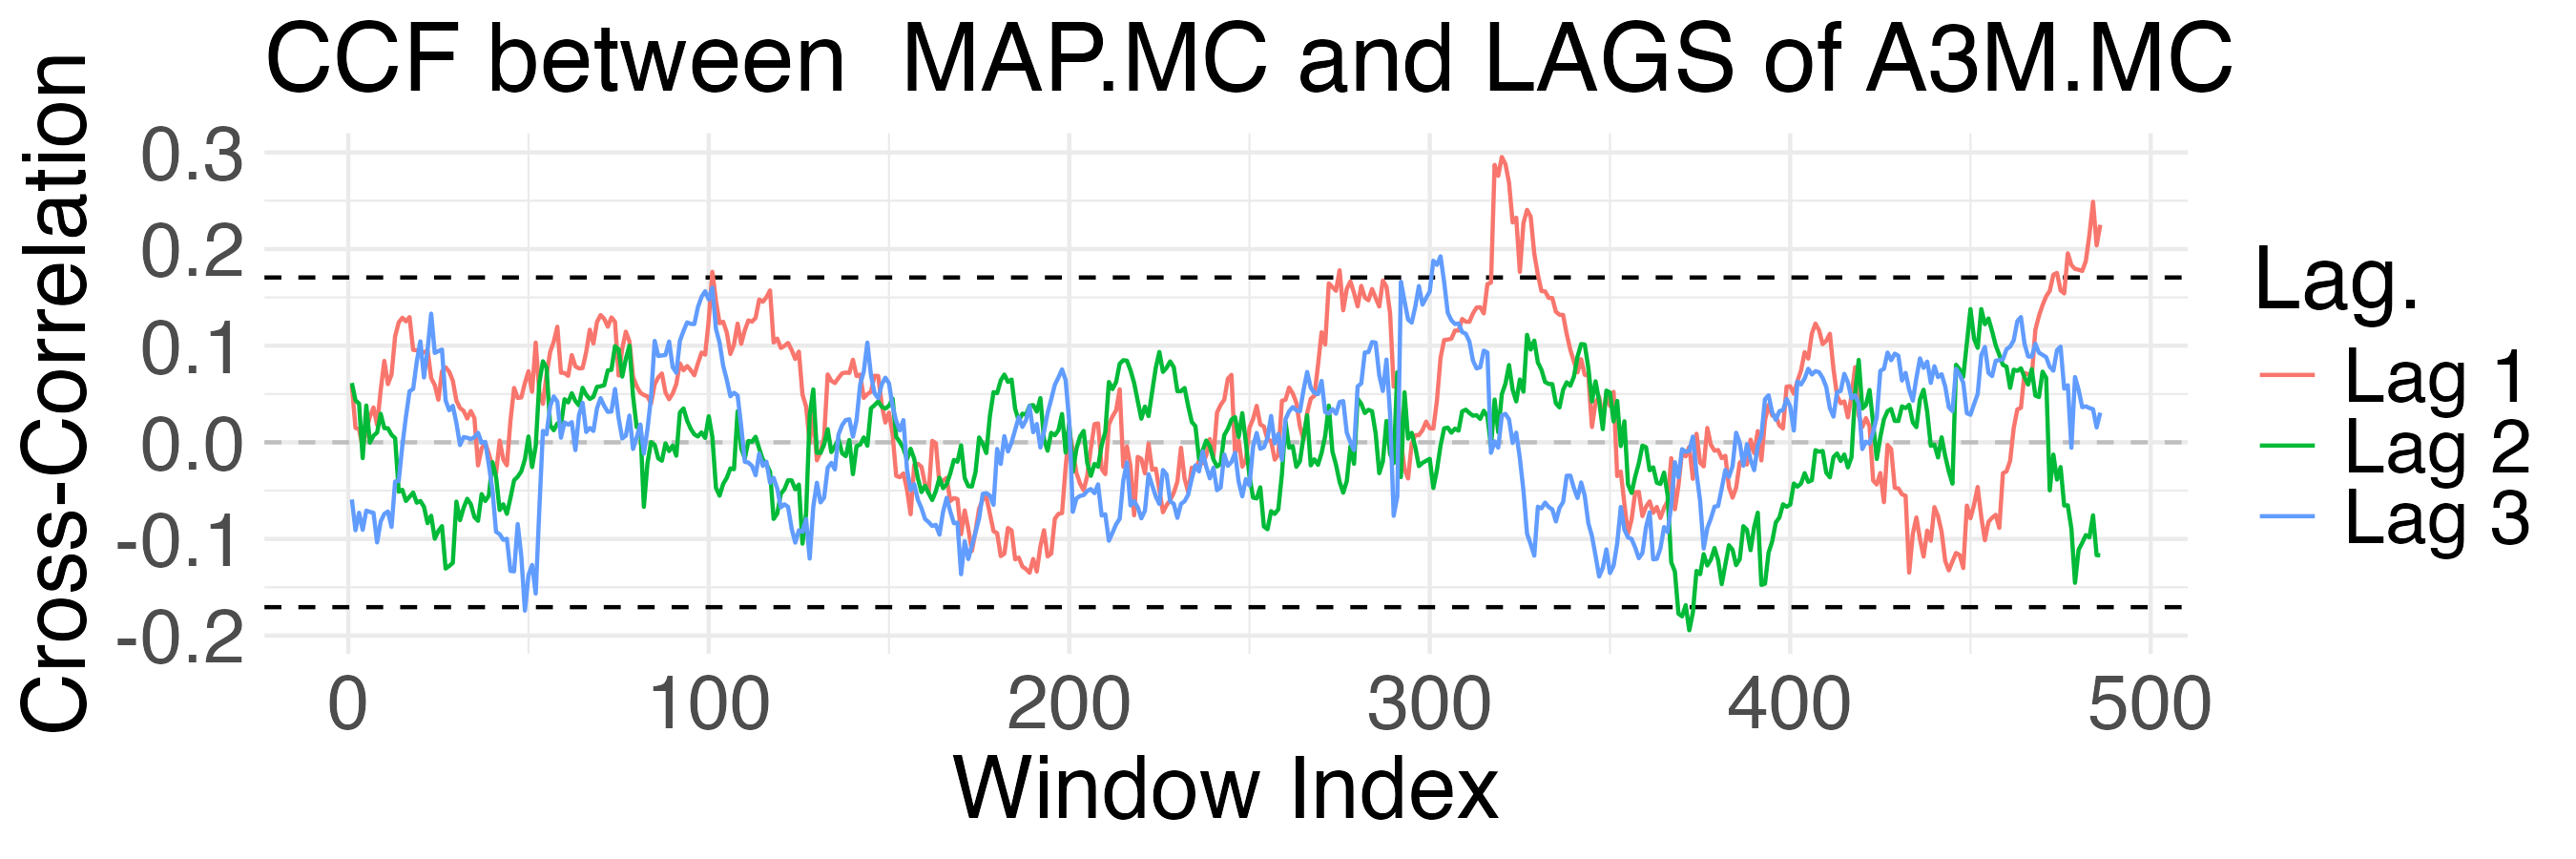 CCF between  MAP.MC and LAGS of A3M.MC
Cross-Correlation
0.3
0.2
0.1
0.0
-0.1
-0.2
0
100
200
300
400
500
Window Index
Lag.
Lag 1
Lag 2
Lag 3